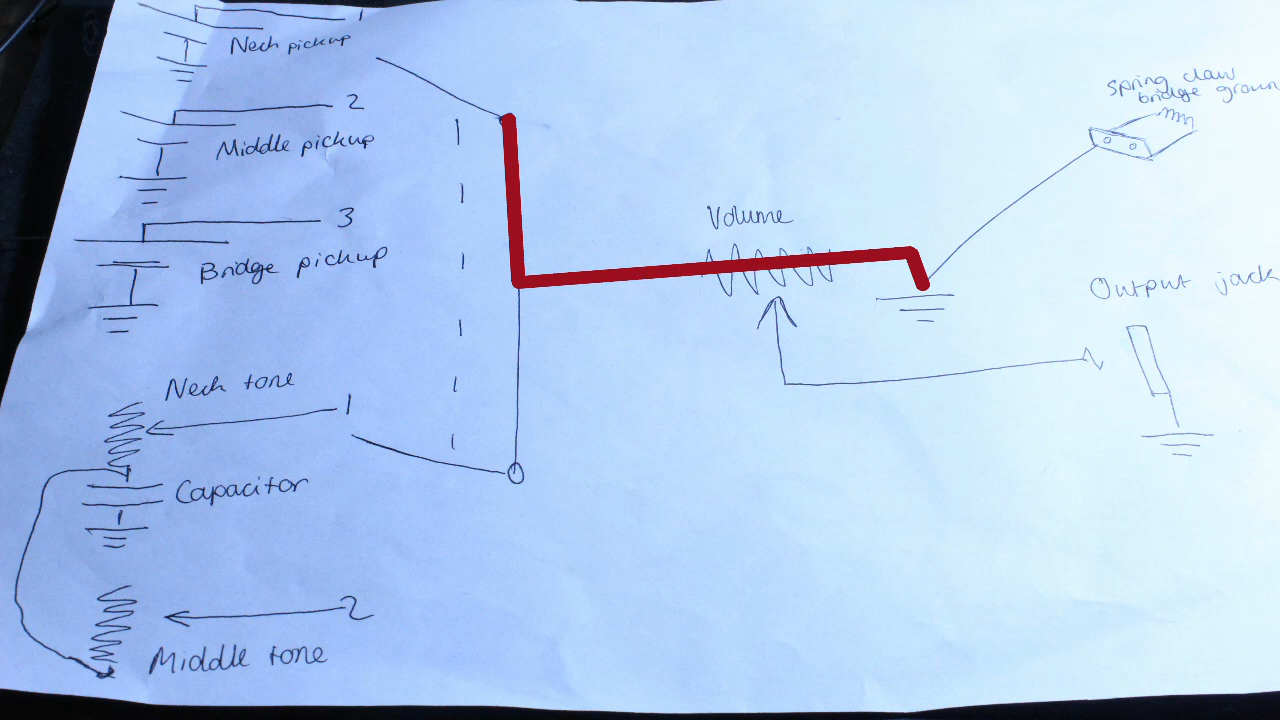 1
Neck pickup
2
Middle pickup
3
Bridge pickup
Neck tone
1
Capacitor
2
Middle tone
Volume
spring claw
bridge ground
Output jack